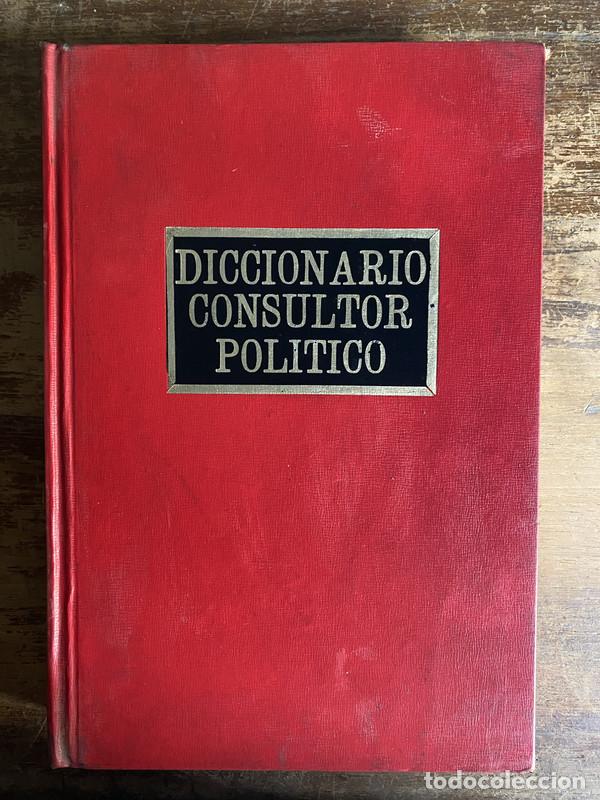 DICCIONARIO
CONSULTOR
POLITICO
todocoleccion